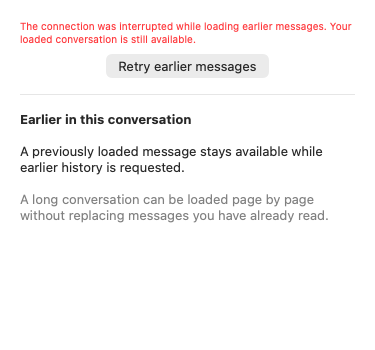 The connection was interrupted while loading earlier messages. Your
loaded conversation is still available.
Retry earlier messages
Earlier in this conversation
A previously loaded message stays available while
earlier history is requested.
A long conversation can be loaded page by page
without replacing messages you have already read.